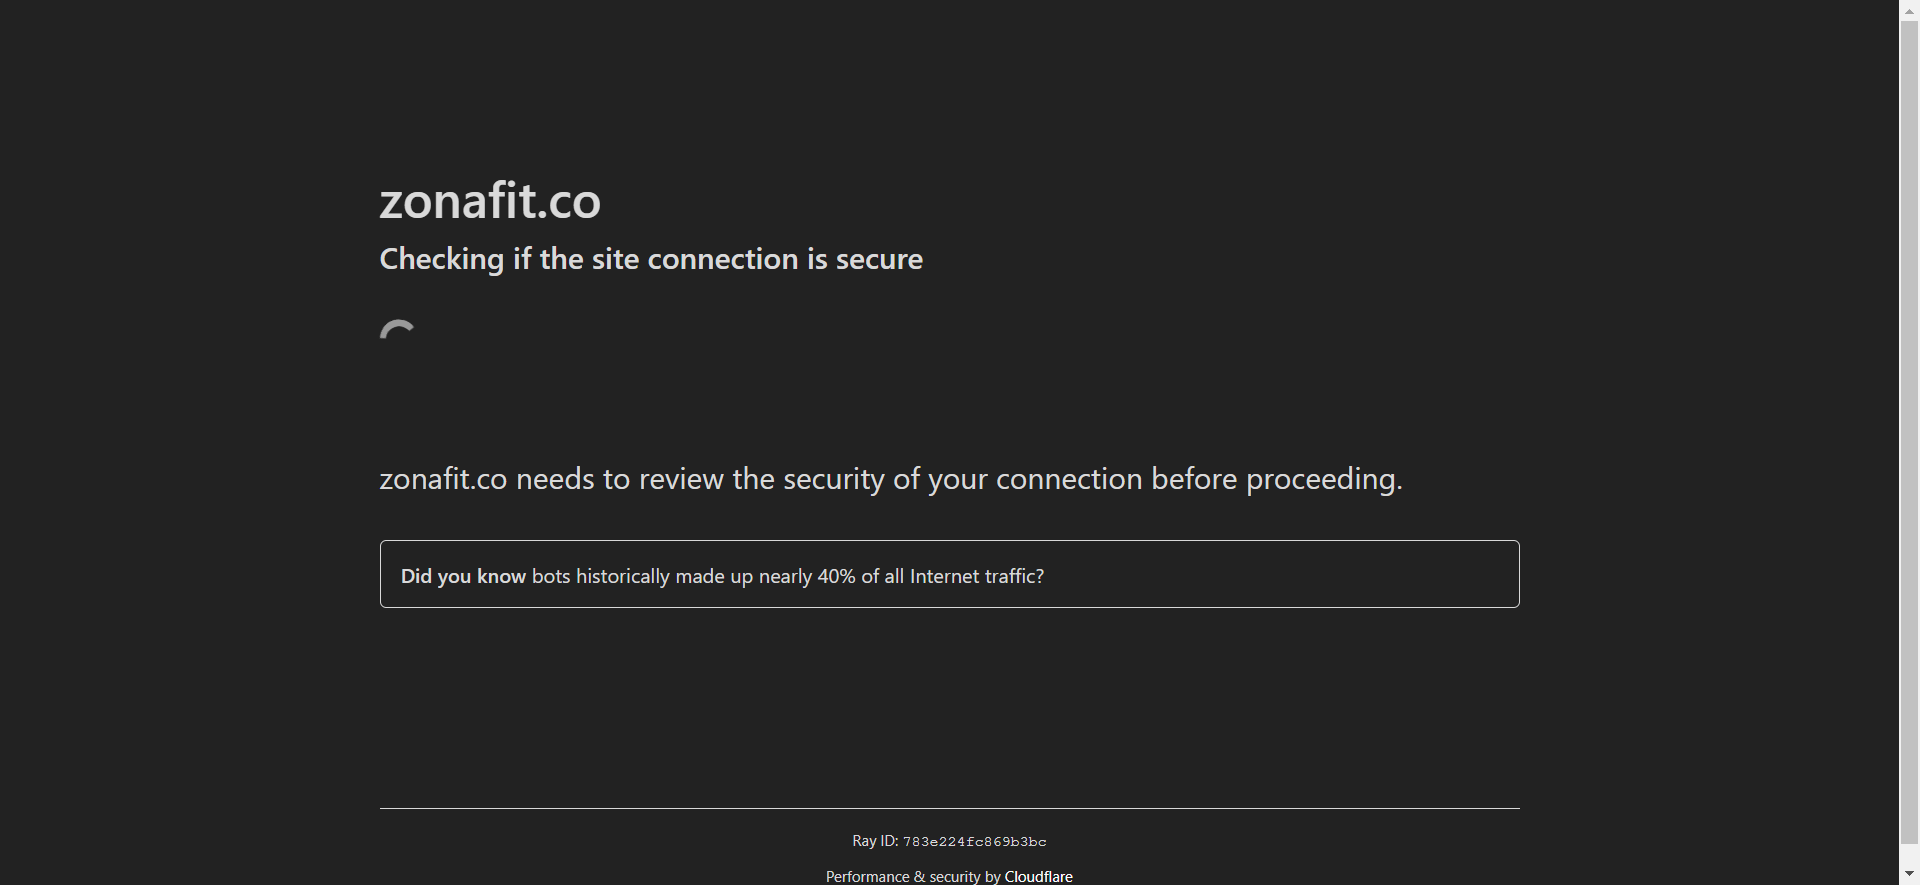 zonafit.co
Checking if the site connection is secure
zonafit.co needs to review the security of your connection before proceeding.
Did you know bots historically made up nearly 40% of all Internet traffic?
Ray ID: 783e224fc869b3bc
Performance & security by Cloudflare